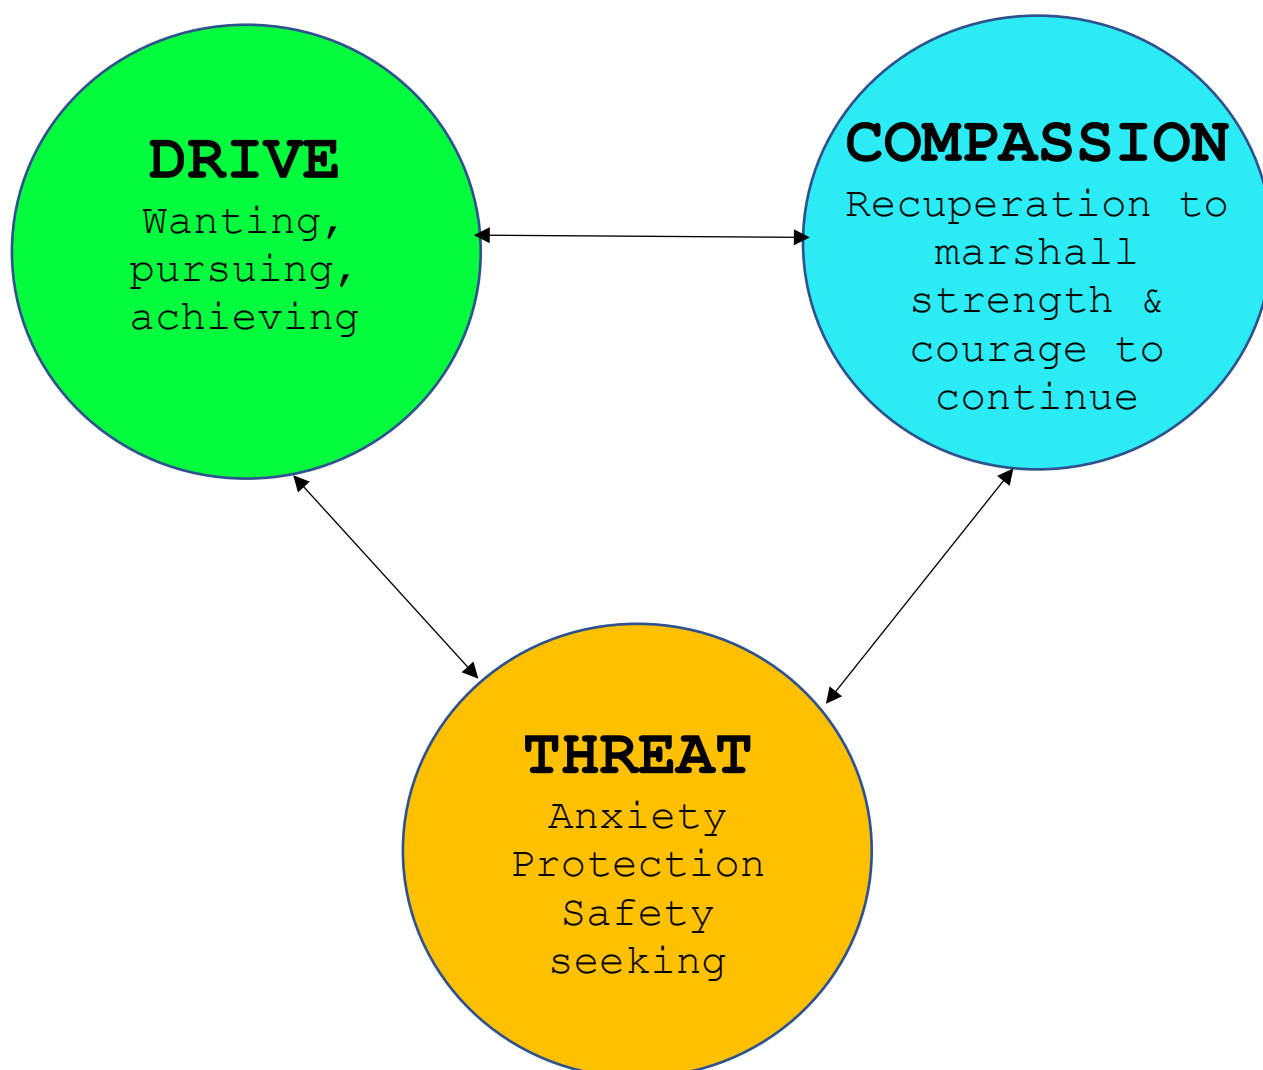 DRIVE
Wanting,
pursuing,
achieving
COMPASSION
Recuperation to
marshall
strength &
courage to
continue
THREAT
Anxiety
Protection
Safety
seeking